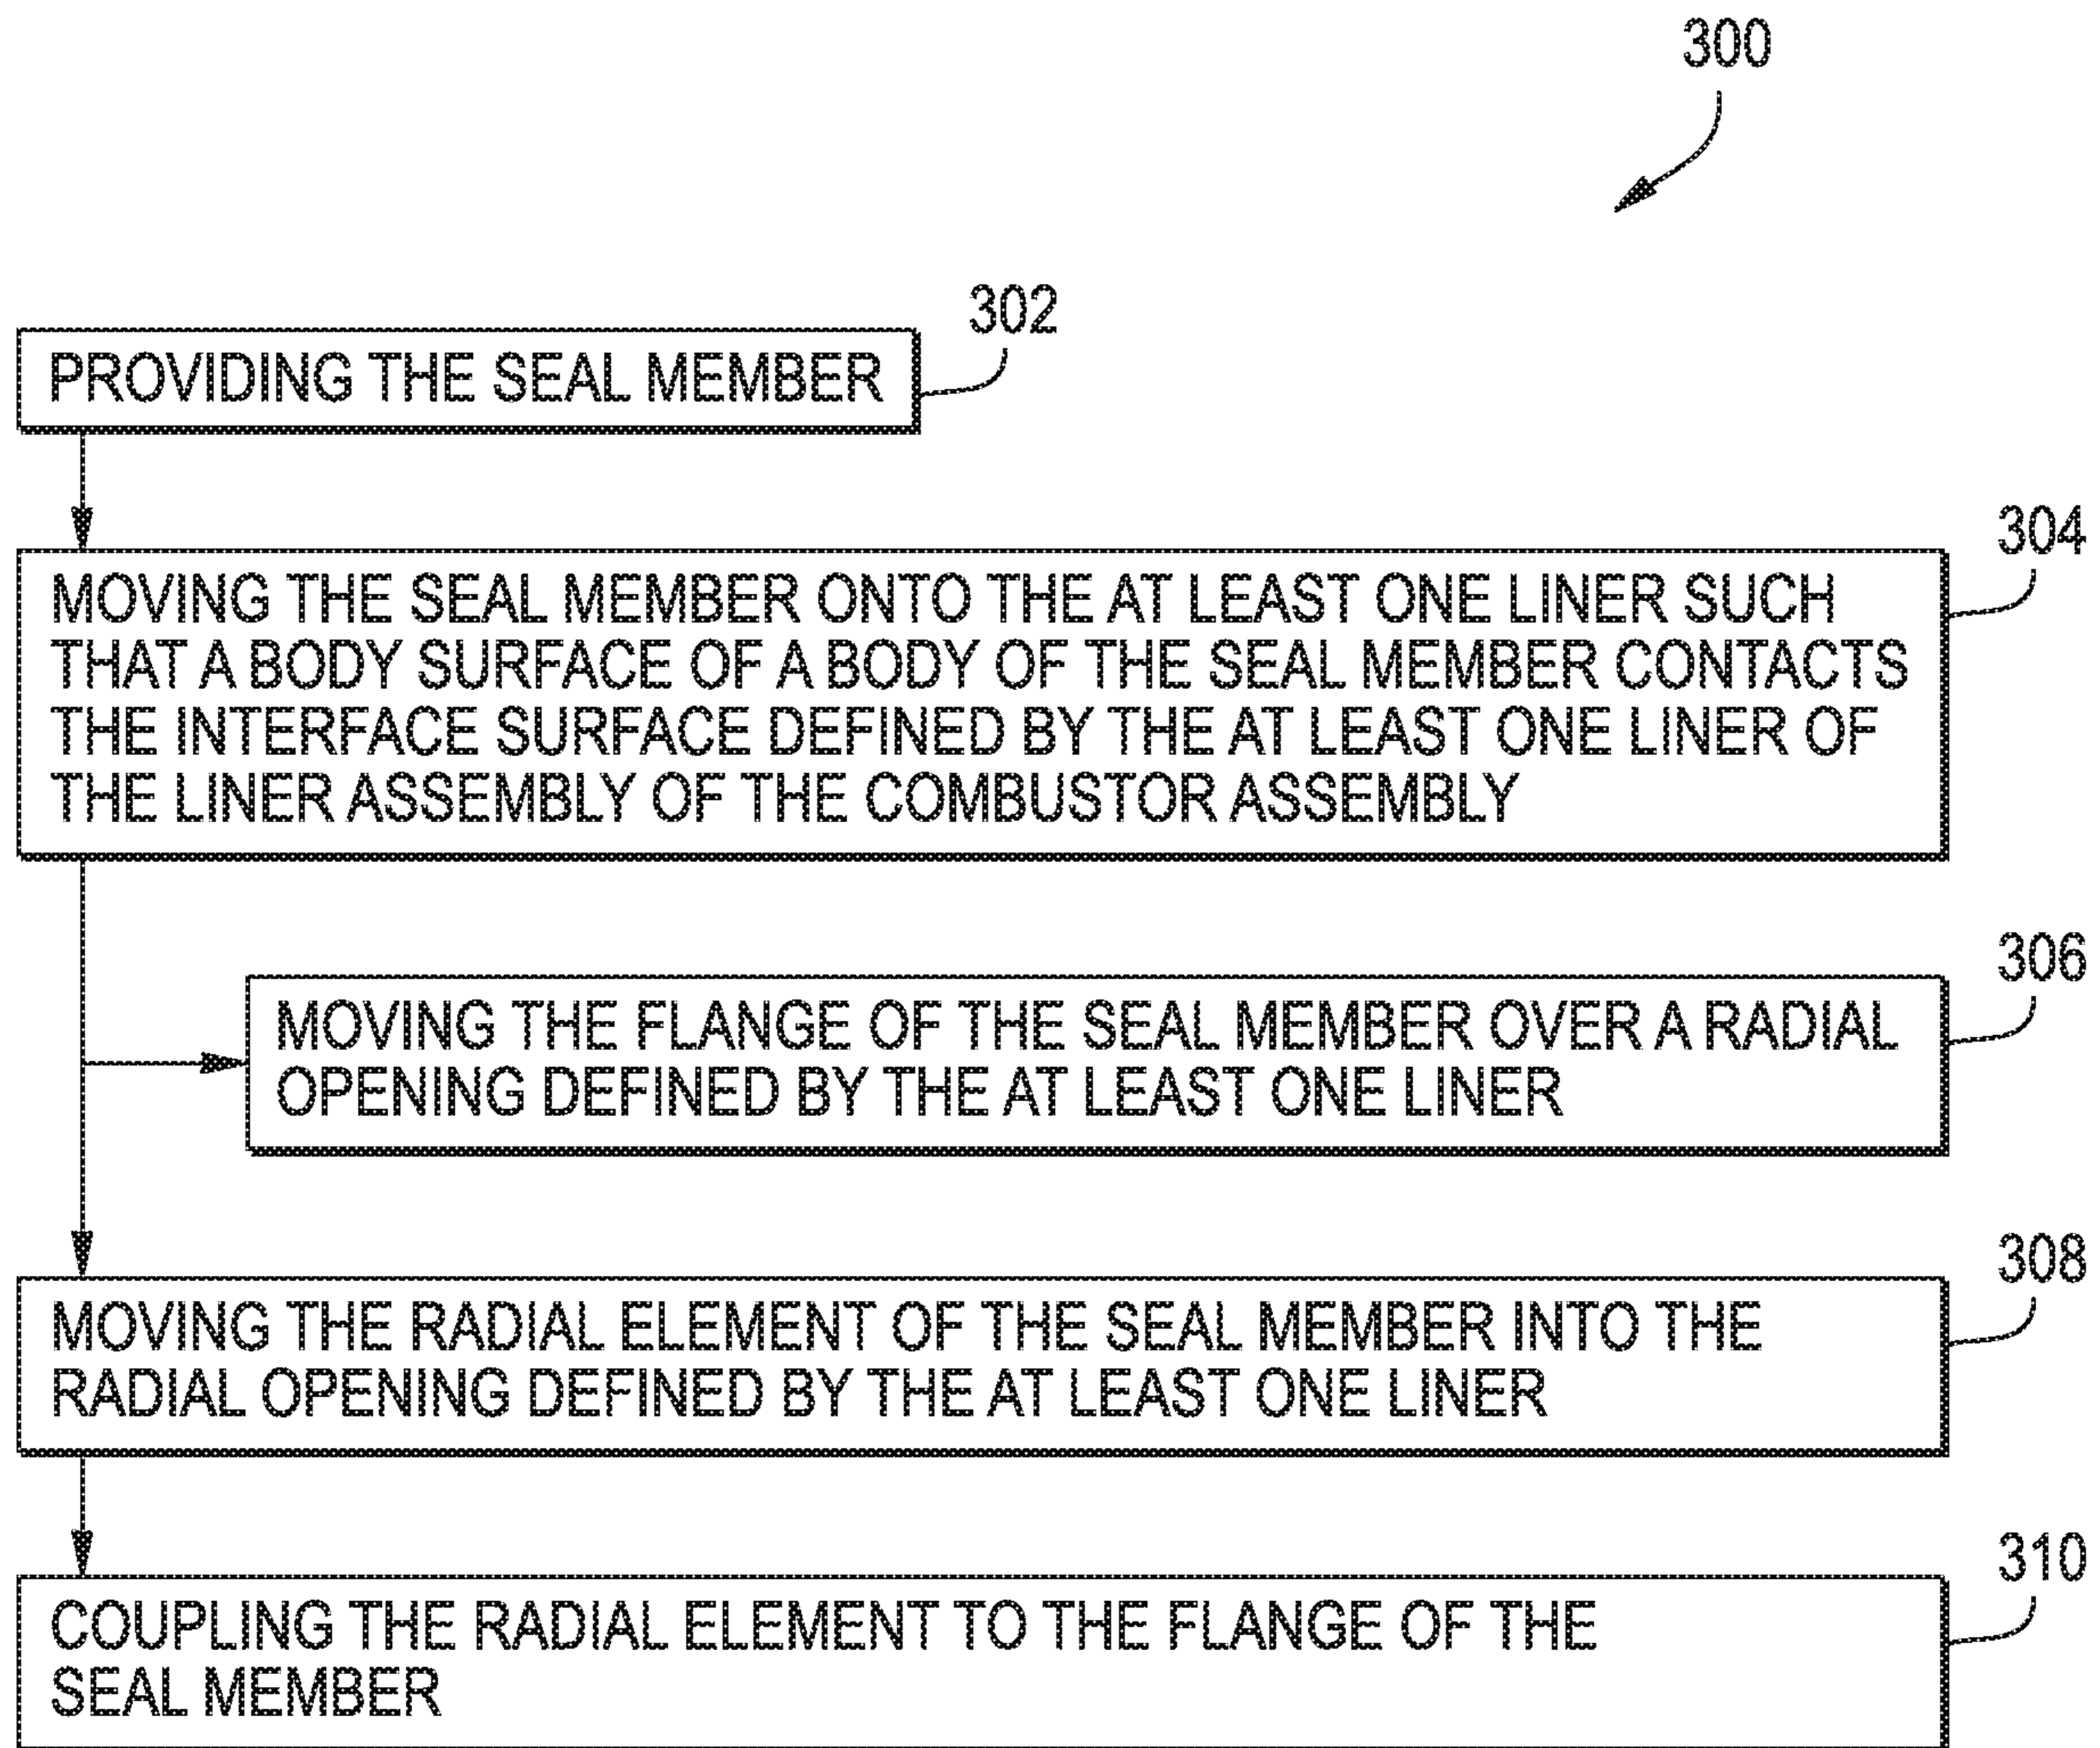 300
302
PROVIDING THE SEAL MEMBER
304
MOVING THE SEAL MEMBER ONTO THE AT LEAST ONE LINER SUCH
THAT A BODY SURFACE OF A BODY OF THE SEAL MEMBER CONTACTS
THE INTERFACE SURFACE DEFINED BY THE AT LEAST ONE LINER OF
THE LINER ASSEMBLY OF THE COMBUSTOR ASSEMBLY
306
MOVING THE FLANGE OF THE SEAL MEMBER OVER A RADIAL
OPENING DEFINED BY THE AT LEAST ONE LINER
308
MOVING THE RADIAL ELEMENT OF THE SEAL MEMBER INTO THE
RADIAL OPENING DEFINED BY THE AT LEAST ONE LINER
310
COUPLING THE RADIAL ELEMENT TO THE FLANGE OF THE
SEAL MEMBER